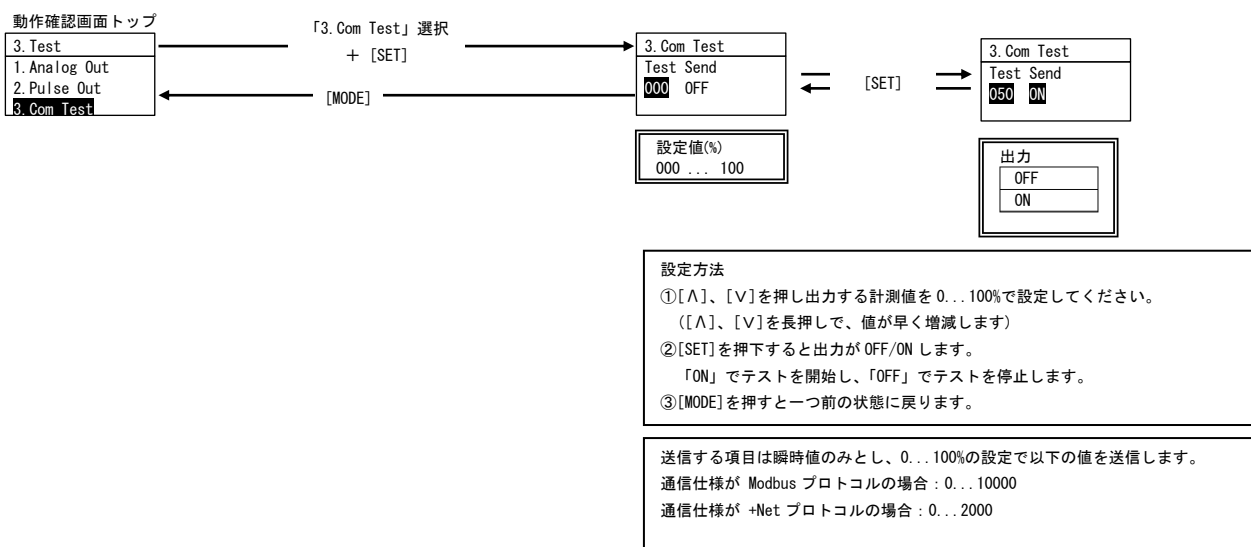 動作確認画面トップ
3.Test
1.Analog Out
2.Pulse Out
3.Com Test
「3.Com Test」選択
＋ [SET]
[MODE]
3.Com Test
Test Send
000 OFF
設定値(%)
000 ... 100
[SET]
3.Com Test
Test Send
050 ON
出力
OFF
ON
設定方法
①[Λ]、[V]を押し出力する計測値を0...100%で設定してください。
([Λ]、[V]を長押しで、値が早く増減します)
②[SET]を押下すると出力がOFF/ONします。
「ON」でテストを開始し、「OFF」でテストを停止します。
③[MODE]を押すと一つ前の状態に戻ります。
送信する項目は瞬時値のみとし、0...100%の設定で以下の値を送信します。
通信仕様が Modbus プロトコルの場合：0...10000
通信仕様が +Net プロトコルの場合：0...2000